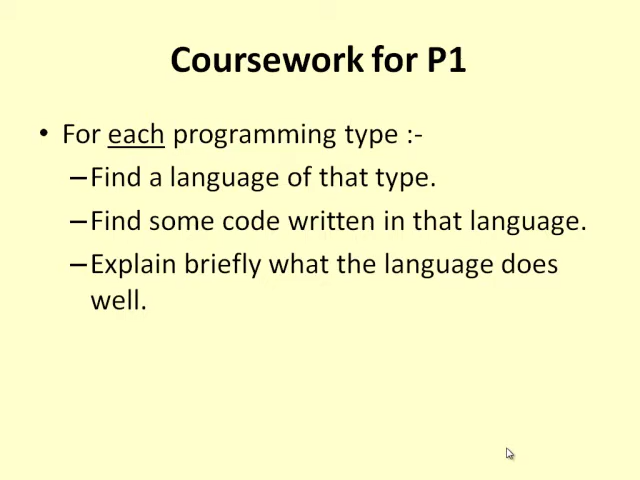 Coursework for P1
• For each programming type :-
–Find a language of that type.
–Find some code written in that language.
–Explain briefly what the language does
well.